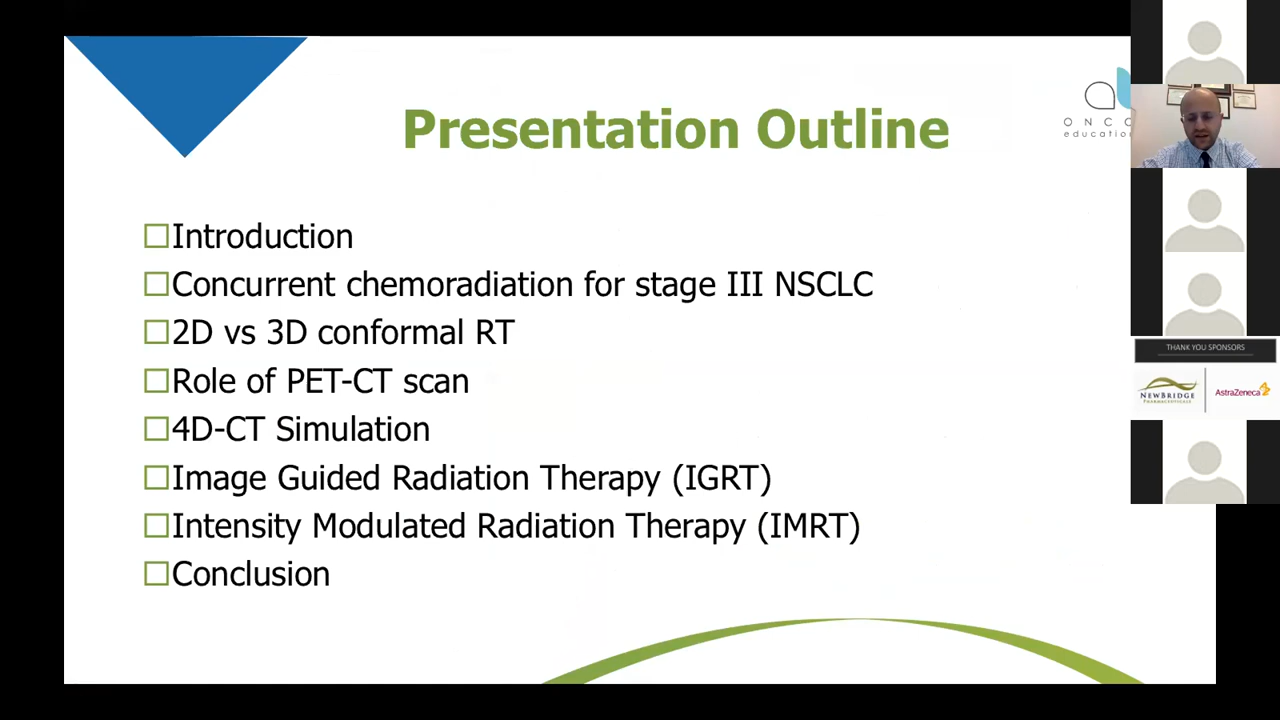 Presentation Outline
Introduction
Concurrent chemoradiation for stage III NSCLC
2D vs 3D conformal RT
Role of PET-CT scan
4D-CT Simulation
Image Guided Radiation Therapy (IGRT)
Intensity Modulated Radiation Therapy (IMRT)
Conclusion
THANK YOU SPONSORS
NEWBRIDGE
PHARMACEUTICALS
AstraZeneca